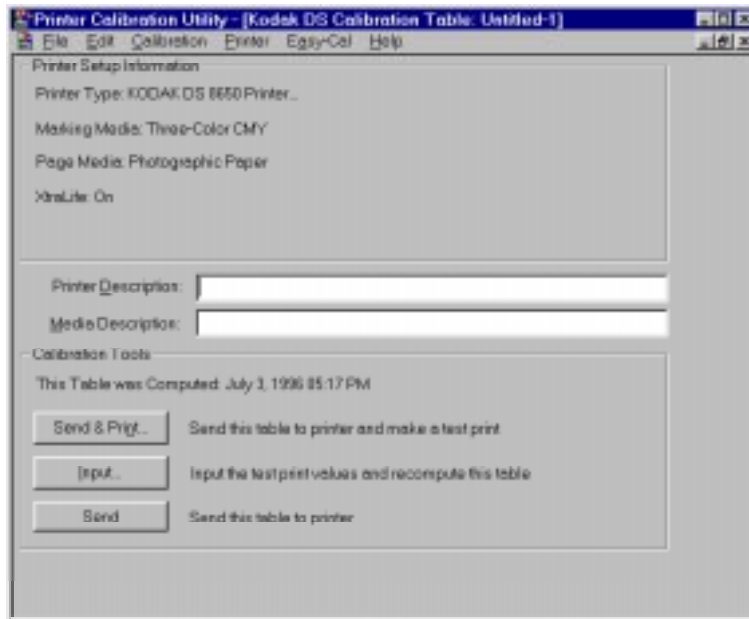 Printer Calibration Utility - [Kodak DS Calibration Table: Untitled-1]
File Edit Calibration Printer Easy-Cal Help
Printer Setup Information
Printer Type: KODAK DS 8650 Printer...
Marking Media: Three-Color CMY
Page Media: Photographic Paper
XtraLife: On
Printer Description:
Media Description:
Calibration Tools
This Table was Computed: July 3, 1996 05:17 PM
Send & Print... Send this table to printer and make a test print
Input... Input the test print values and recompute this table
Send Send this table to printer